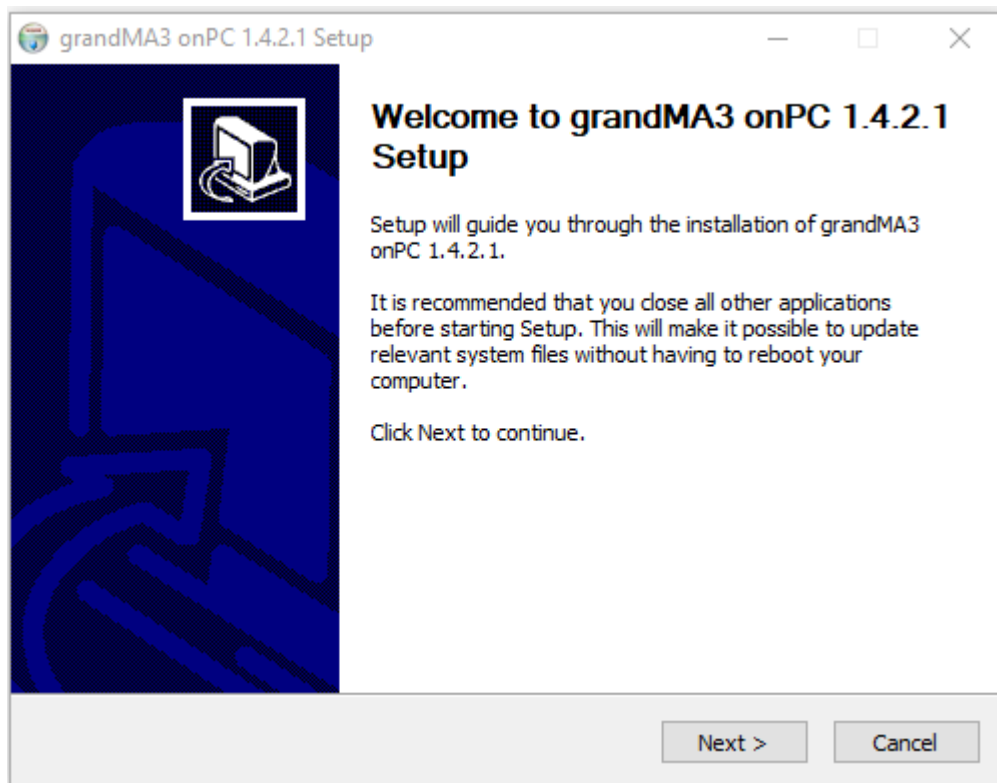 grandMA3 onPC 1.4.2.1 Setup
Welcome to grandMA3 onPC 1.4.2.1
Setup
Setup will guide you through the installation of grandMA3
onPC 1.4.2.1.
It is recommended that you close all other applications
before starting Setup. This will make it possible to update
relevant system files without having to reboot your
computer.
Click Next to continue.
Next >
Cancel